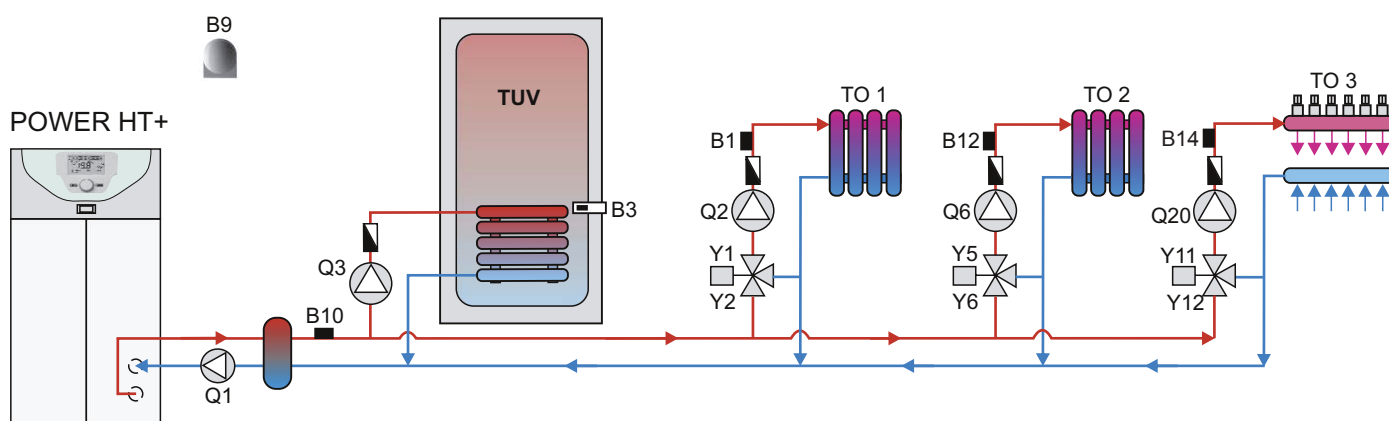 B9
POWER HT+
TUV
TO 1
TO 2
TO 3
B1
B12
B14
B3
Q2
Q6
Q20
Q3
Y1
Y2
Y5
Y6
Y11
Y12
B10
Q1